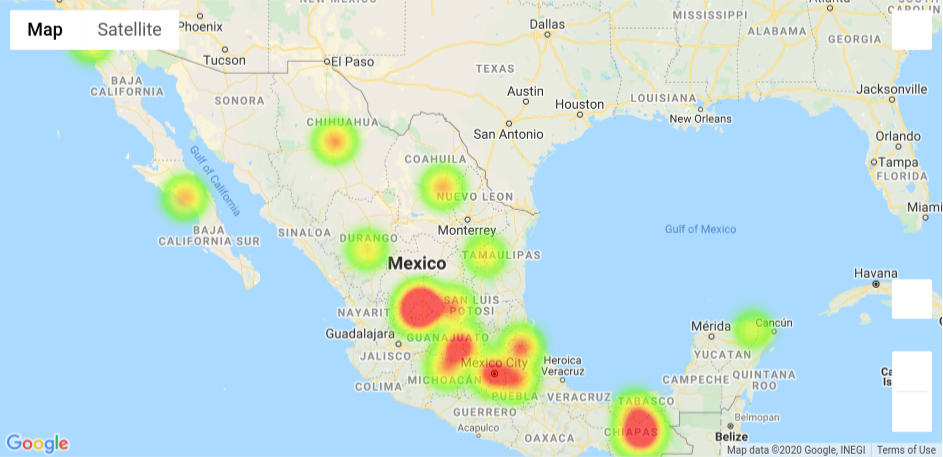 Map
Satellite
Phoenix
Tucson
El Paso
Dallas
TEXAS
Austin
Houston
San Antonio
MISSISSIPPI
ALABAMA
Atlanta
GEORGIA
SOUTH
CAROLINA
LOUISIANA
New Orleans
Jacksonville
Orlando
Tampa
FLORIDA
Miami
BAJA
CALIFORNIA
SONORA
CHIHUAHUA
COAHUILA
NUEVO LEON
Gulf of California
BAJA
CALIFORNIA SUR
SINALOA
DURANGO
Monterrey
TAMAULIPAS
Mexico
Gulf of Mexico
Havana
NAYARIT
SAN LUIS
POTOSI
Guadalajara
GUANAJUATO
JALISCO
Mexico City
Heroica
Veracruz
COLIMA
MICHOACÁN
PUEBLA
VERACRUZ
GUERRERO
Acapulco
OAXACA
TABASCO
CHIAPAS
Mérida
Cancún
YUCATAN
CAMPECHE
QUINTANA
ROO
Belmopan
Belize
Google
Map data ©2020 Google, INEGI
Terms of Use